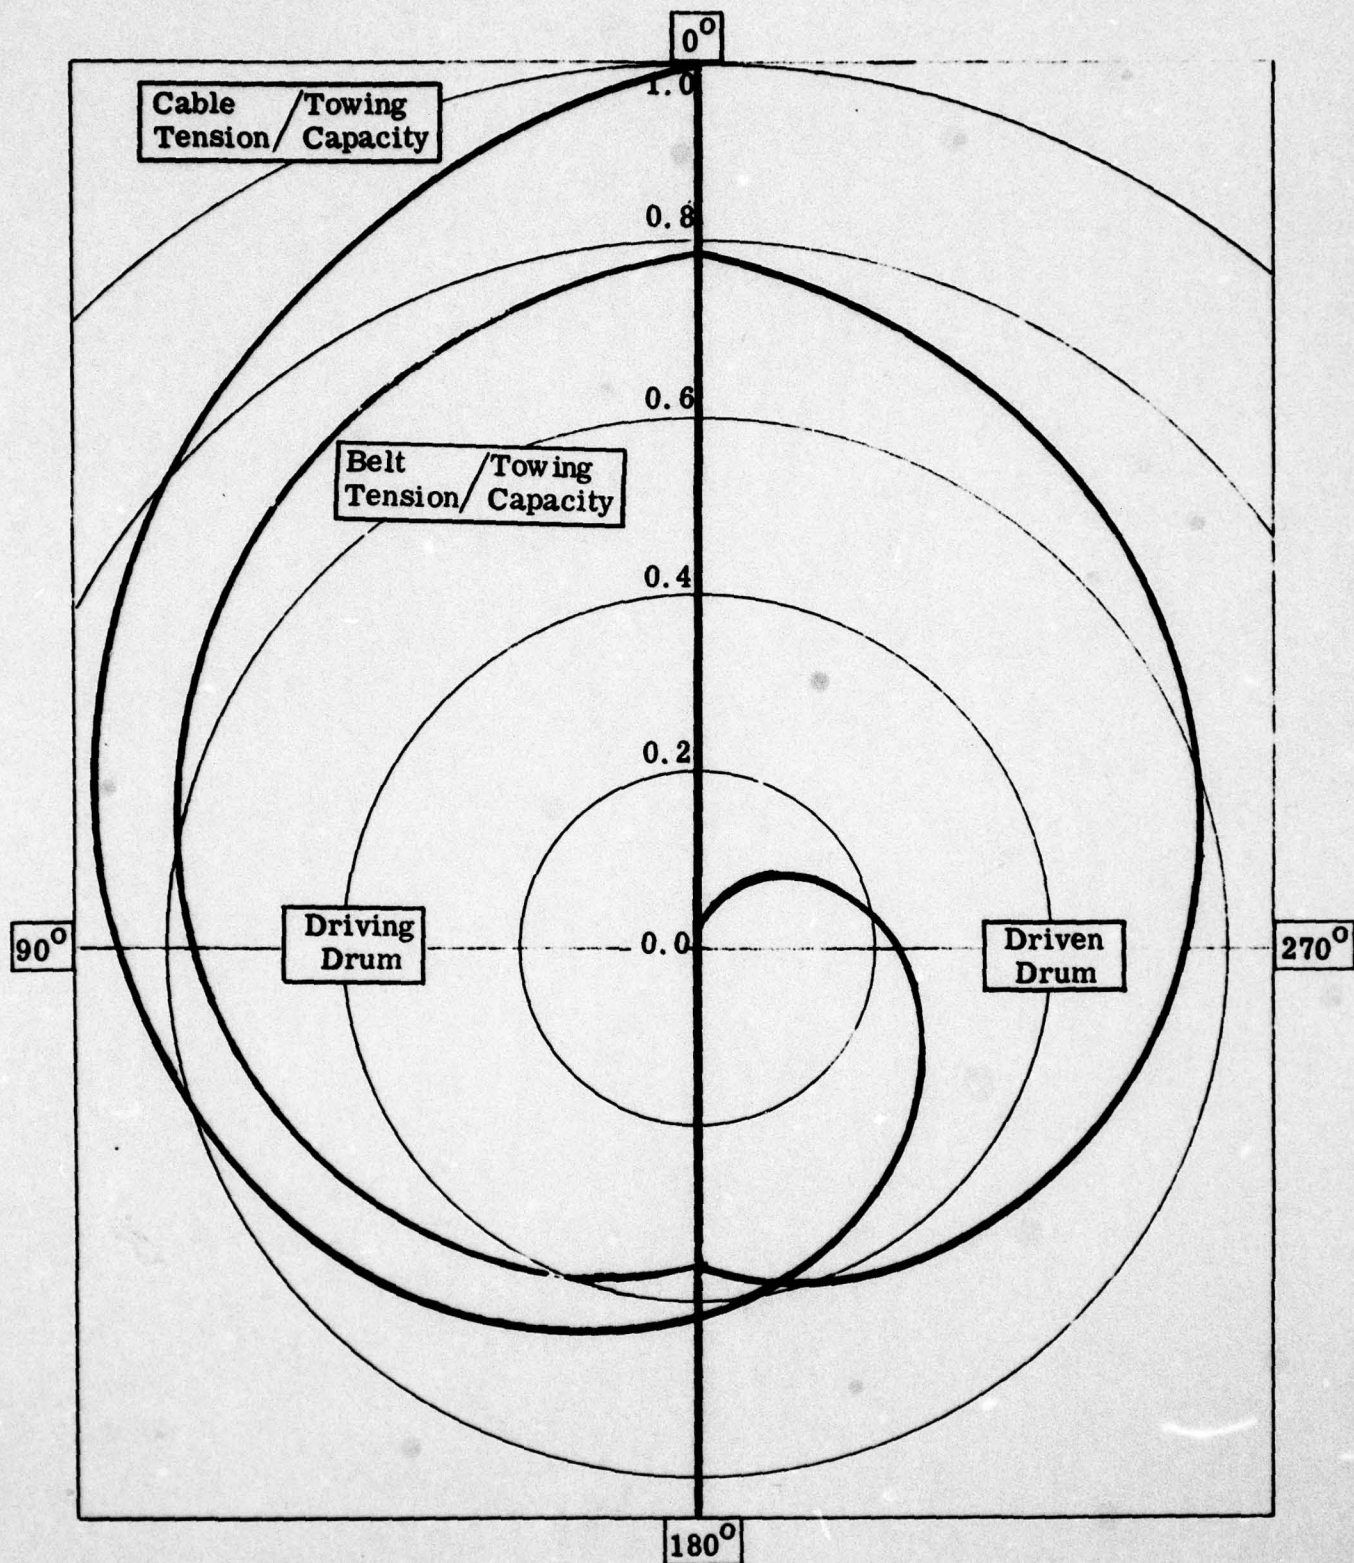 0°
1.0
Cable / Towing
Tension / Capacity
0.8
0.6
Belt / Towing
Tension / Capacity
0.4
0.2
90°
Driving
Drum
0.0
Driven
Drum
270°
180°